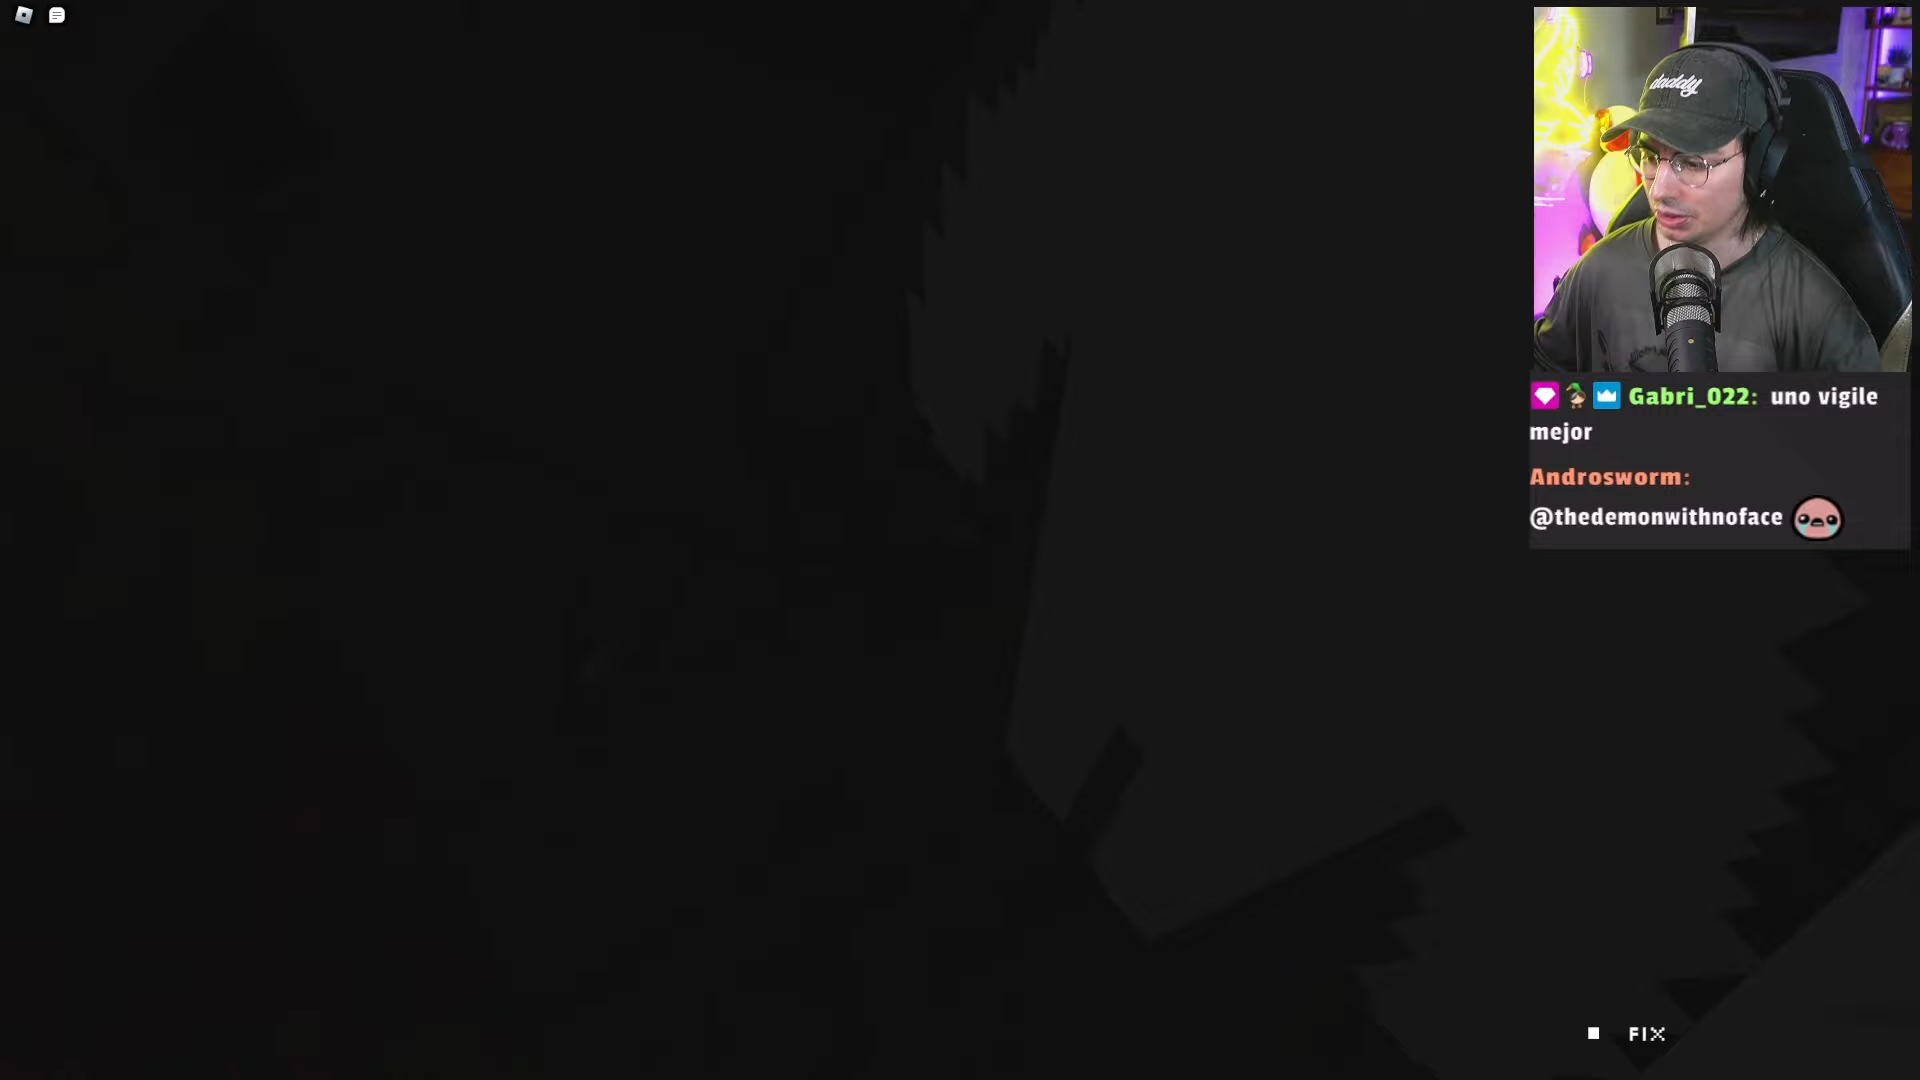 daddy
Gabri_022: uno vigile
mejor
Androsworm:
@thedemonwithnoface
FIX